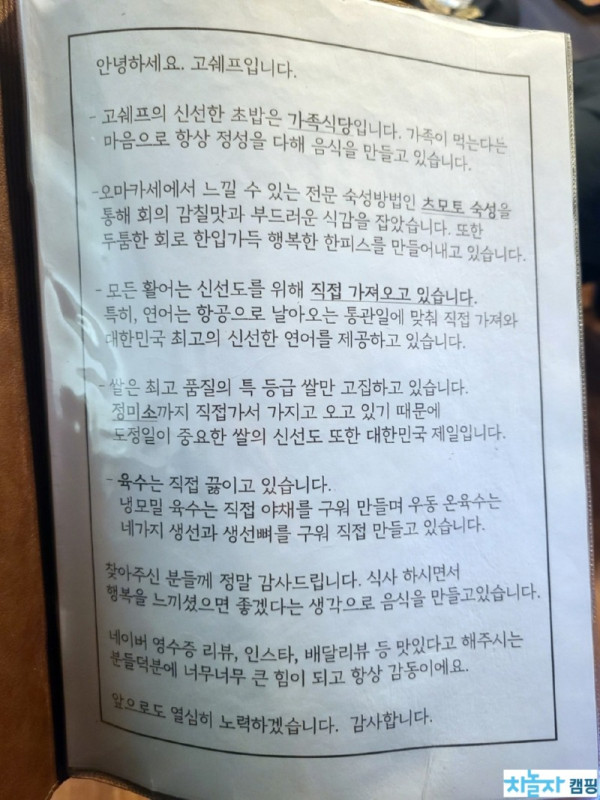 안녕하세요. 고쉐프입니다.
- 고쉐프의 신선한 초밥은 가족식당입니다. 가족이 먹는다는
마음으로 항상 정성을 다해 음식을 만들고 있습니다.
-오마카세에서 느낄 수 있는 전문 숙성방법인 츠모토 숙성을
통해 회의 감칠맛과 부드러운 식감을 잡았습니다. 또한
두툼한 회로 한입가득 행복한 한피스를 만들어내고 있습니다.
- 모든 활어는 신선도를 위해 직접 가져오고 있습니다.
특히, 연어는 항공으로 날아오는 통관일에 맞춰 직접 가져와
대한민국 최고의 신선한 연어를 제공하고 있습니다.
- 쌀은 최고 품질의 특 등급 쌀만 고집하고 있습니다.
정미소까지 직접가서 가지고 오고 있기 때문에
도정일이 중요한 쌀의 신선도 또한 대한민국 제일입니다.
- 육수는 직접 끓이고 있습니다.
냉모밀 육수는 직접 야채를 구워 만들며 우동 온육수는
네가지 생선과 생선뼈를 구워 직접 만들고 있습니다.
찾아주신 분들께 정말 감사드립니다. 식사 하시면서
행복을 느끼셨으면 좋겠다는 생각으로 음식을 만들고있습니다.
네이버 영수증 리뷰, 인스타, 배달리뷰 등 맛있다고 해주시는
분들덕분에 너무너무 큰 힘이 되고 항상 감동이에요.
앞으로도 열심히 노력하겠습니다. 감사합니다.
차놀자 캠핑